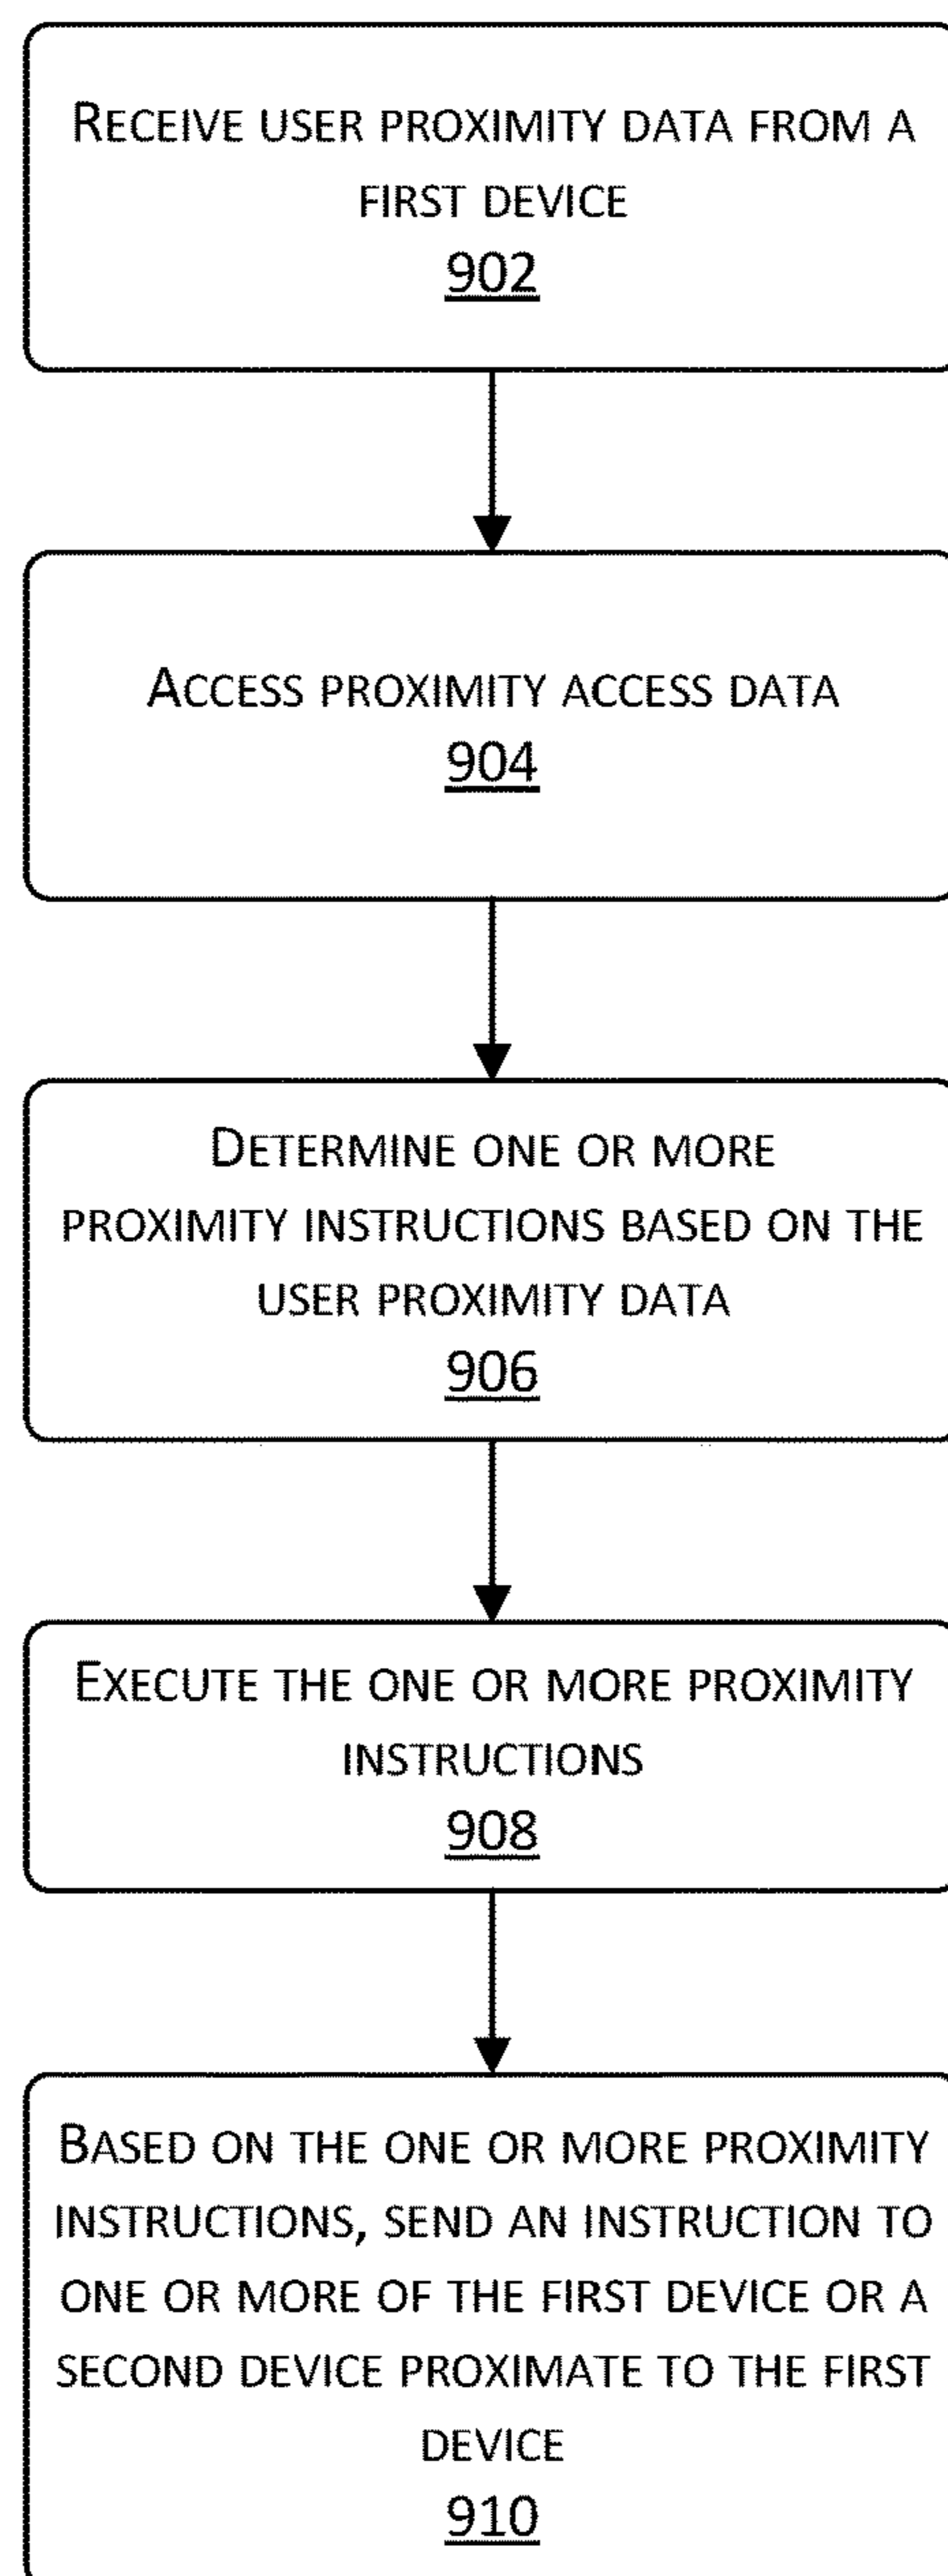 RECEIVE USER PROXIMITY DATA FROM A
FIRST DEVICE
902
ACCESS PROXIMITY ACCESS DATA
904
DETERMINE ONE OR MORE
PROXIMITY INSTRUCTIONS BASED ON THE
USER PROXIMITY DATA
906
EXECUTE THE ONE OR MORE PROXIMITY
INSTRUCTIONS
908
BASED ON THE ONE OR MORE PROXIMITY
INSTRUCTIONS, SEND AN INSTRUCTION TO
ONE OR MORE OF THE FIRST DEVICE OR A
SECOND DEVICE PROXIMATE TO THE FIRST
DEVICE
910